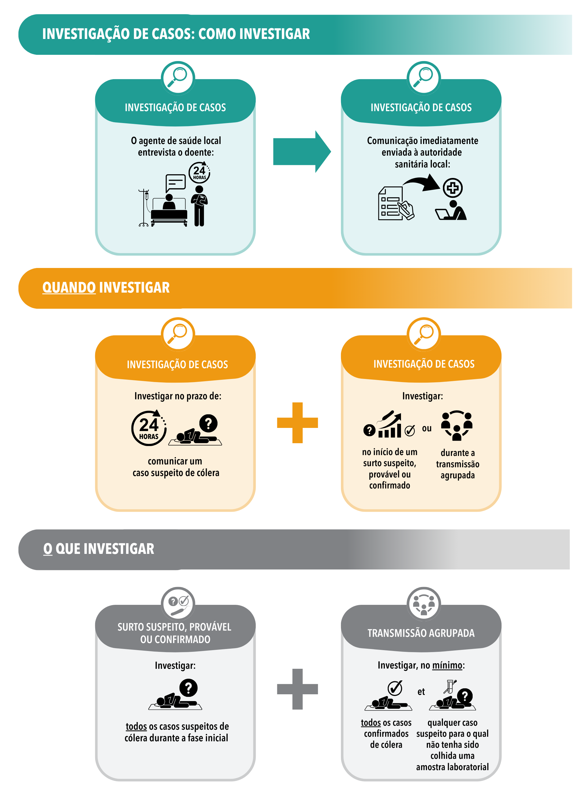 INVESTIGAÇÃO DE CASOS: COMO INVESTIGAR
INVESTIGAÇÃO DE CASOS
O agente de saúde local
entrevista o doente:
24
HORAS
INVESTIGAÇÃO DE CASOS
Comunicação imediatamente
enviada à autoridade
sanitária local:
QUANDO INVESTIGAR
INVESTIGAÇÃO DE CASOS
Investigar no prazo de:
24
HORAS
?
comunicar um
caso suspeito de cólera
+
INVESTIGAÇÃO DE CASOS
Investigar:
?
ou
no início de um
surto suspeito,
provável ou
confirmado
durante a
transmissão
agrupada
O QUE INVESTIGAR
?
SURTO SUSPEITO, PROVÁVEL
OU CONFIRMADO
Investigar:
?
todos os casos suspeitos de
cólera durante a fase inicial
+
TRANSMISSÃO AGRUPADA
Investigar, no mínimo:
et
?
todos os casos
confirmados
de cólera
qualquer caso
suspeito para o qual
não tenha sido
colhida uma
amostra laboratorial